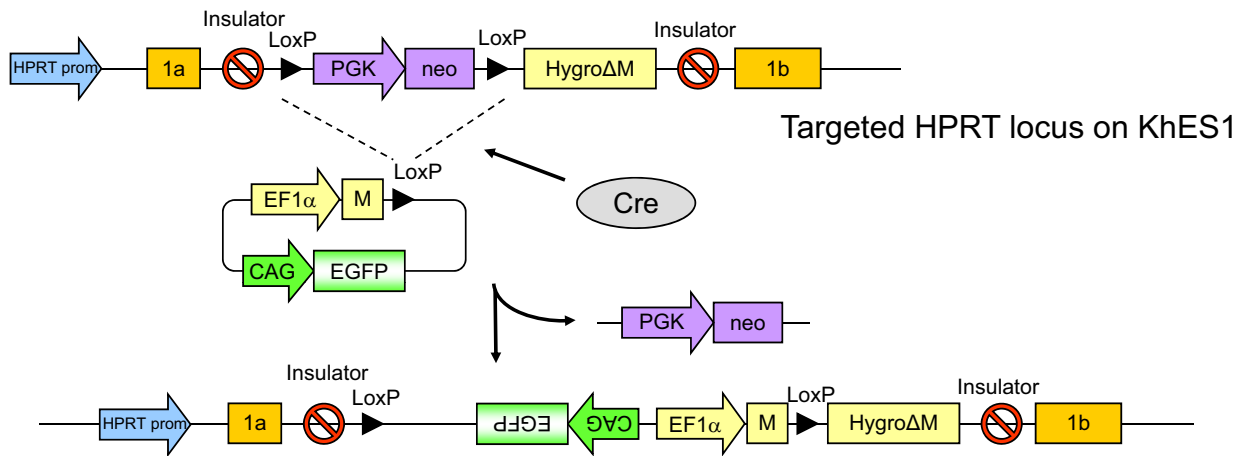 Insulator
LoxP
LoxP
Insulator
HPRT prom
1a
PGK
neo
HygroΔM
1b
Targeted HPRT locus on KhES1
LoxP
EF1α
M
Cre
CAG
EGFP
PGK
neo
Insulator
LoxP
LoxP
Insulator
HPRT prom
1a
EGFP
CAG
EF1α
M
HygroΔM
1b